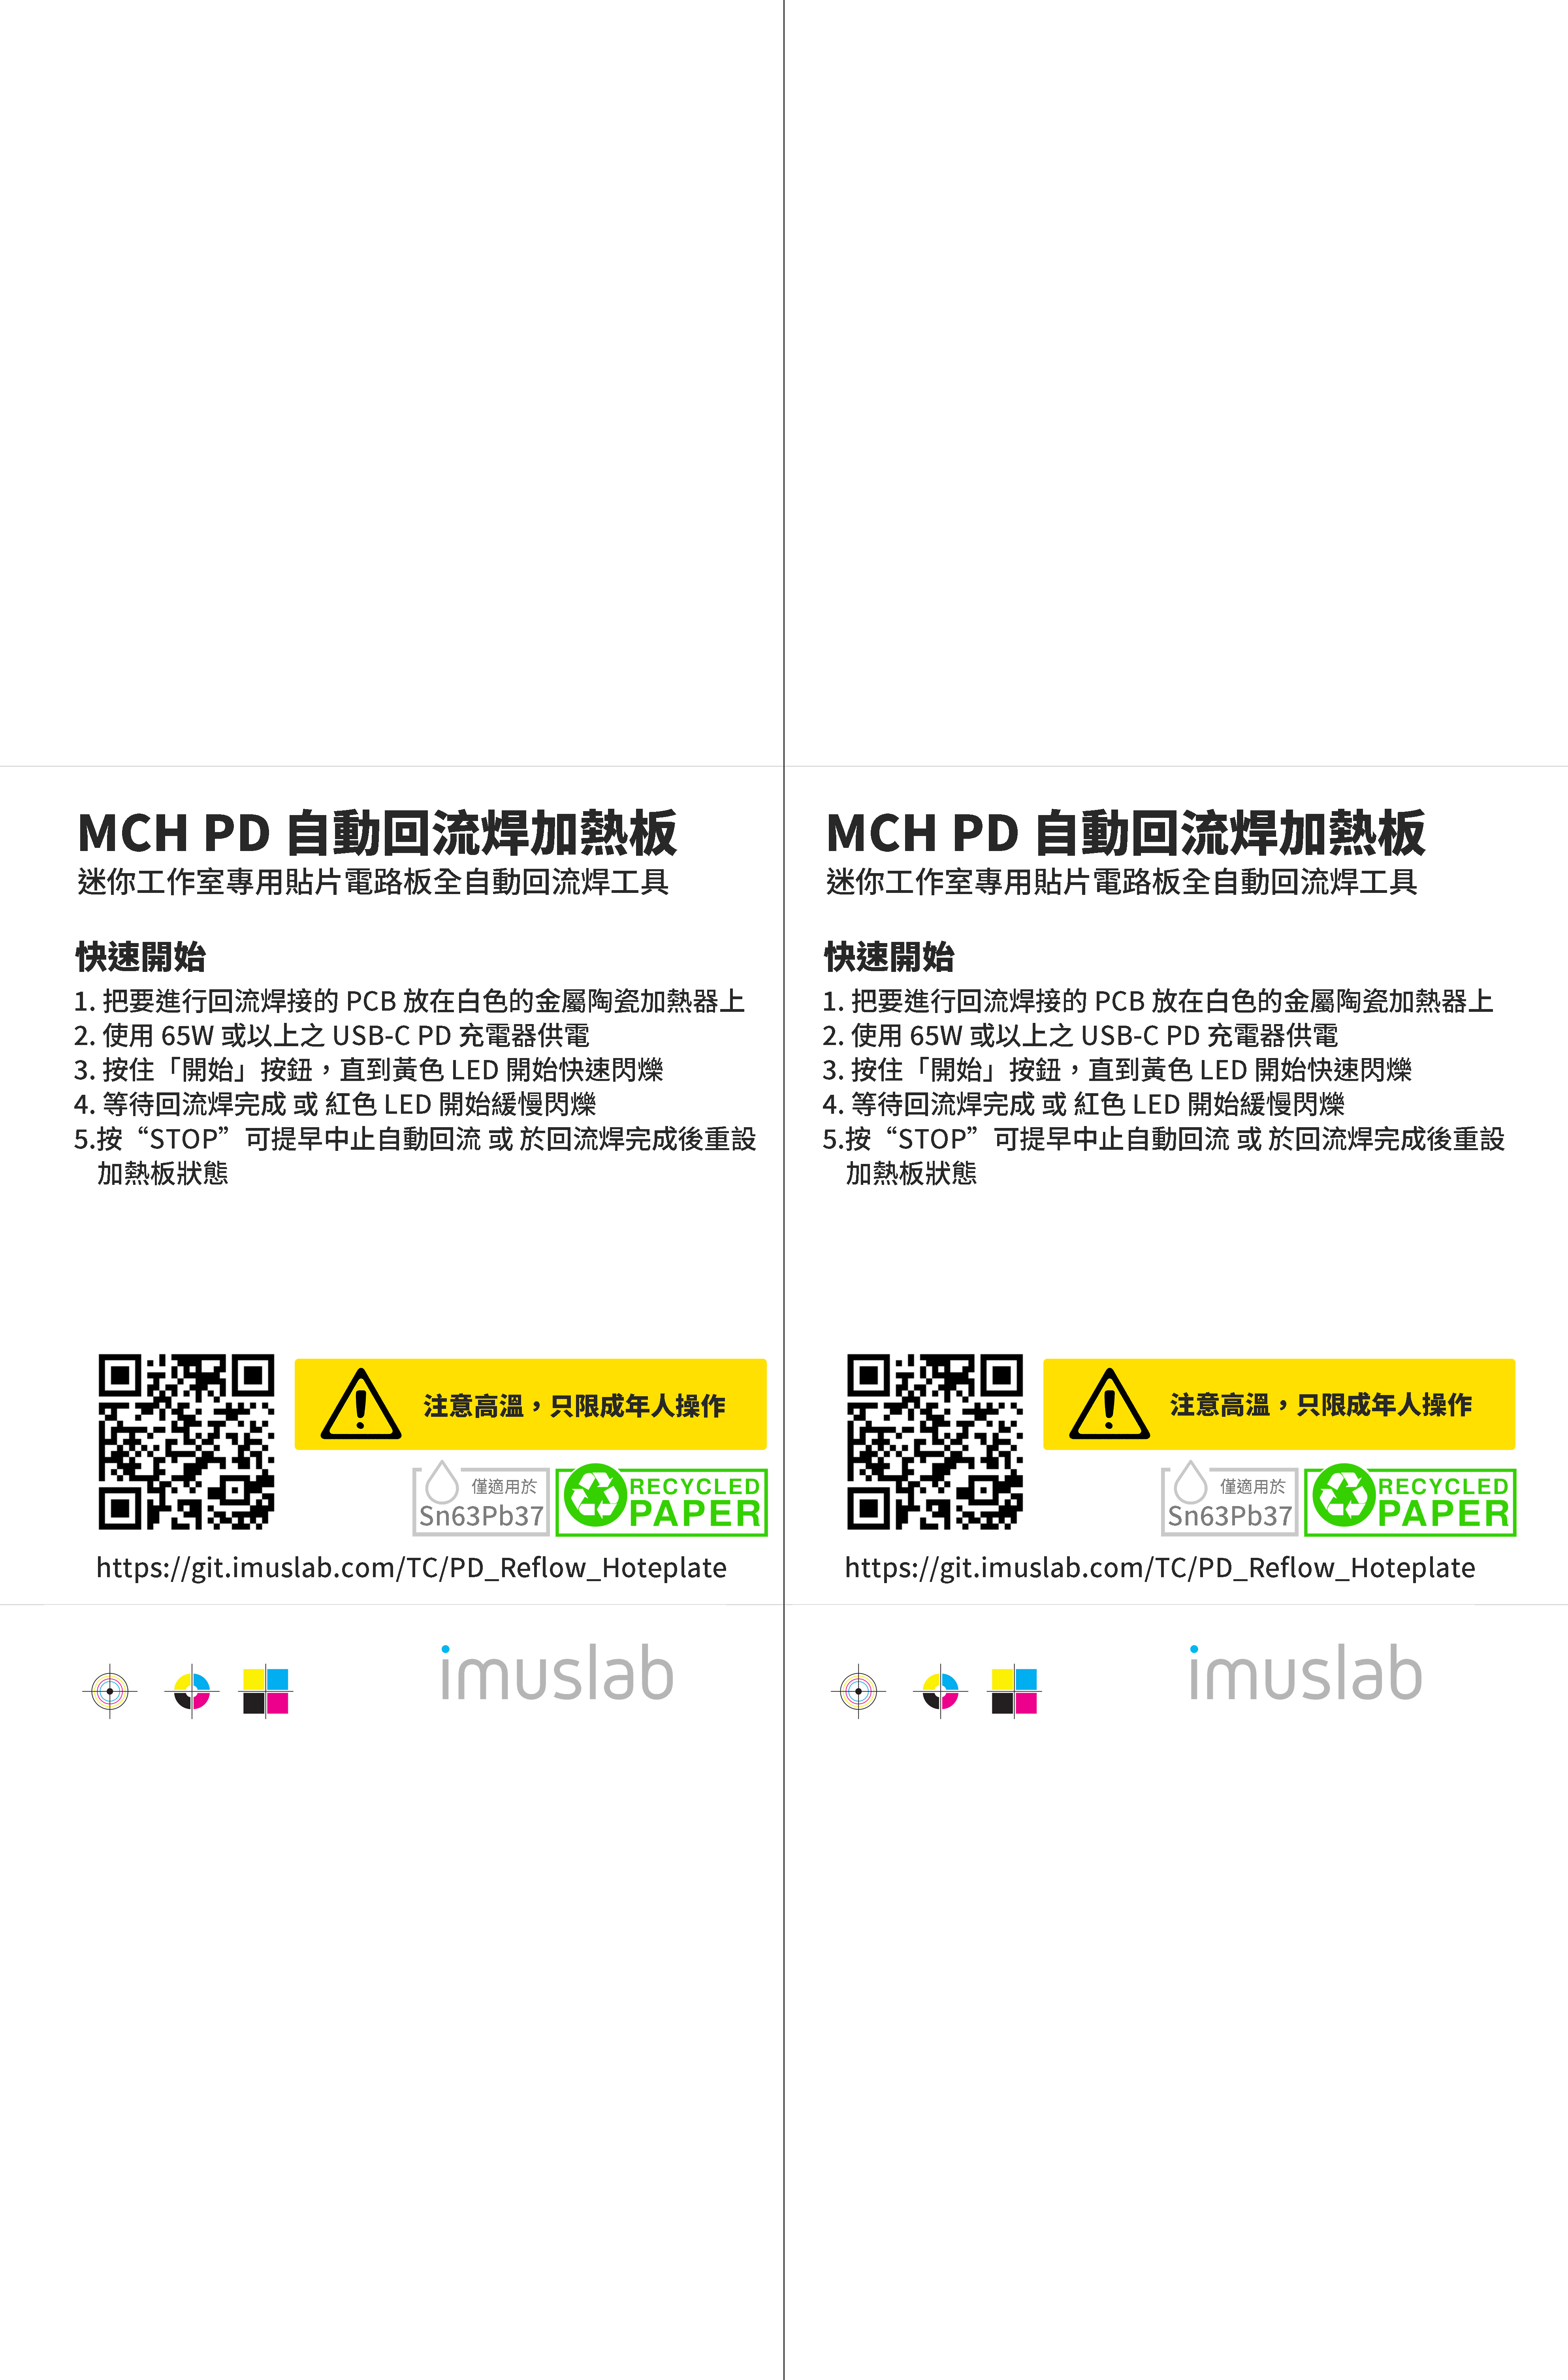 MCH PD 自動回流焊加熱板
迷你工作室專用貼片電路板全自動回流焊工具
快速開始
1. 把要進行回流焊接的 PCB 放在白色的金屬陶瓷加熱器上
2. 使用 65W 或以上之 USB-C PD 充電器供電
3. 按住「開始」按鈕，直到黃色 LED 開始快速閃爍
4. 等待回流焊完成 或 紅色 LED 開始緩慢閃爍
5.按“STOP”可提早中止自動回流 或 於回流焊完成後重設
加熱板狀態
注意高溫，只限成年人操作
僅適用於
Sn63Pb37
RECYCLED
PAPER
https://git.imuslab.com/TC/PD_Reflow_Hoteplate
imuslab
MCH PD 自動回流焊加熱板
迷你工作室專用貼片電路板全自動回流焊工具
快速開始
1. 把要進行回流焊接的 PCB 放在白色的金屬陶瓷加熱器上
2. 使用 65W 或以上之 USB-C PD 充電器供電
3. 按住「開始」按鈕，直到黃色 LED 開始快速閃爍
4. 等待回流焊完成 或 紅色 LED 開始緩慢閃爍
5.按“STOP”可提早中止自動回流 或 於回流焊完成後重設
加熱板狀態
注意高溫，只限成年人操作
僅適用於
Sn63Pb37
RECYCLED
PAPER
https://git.imuslab.com/TC/PD_Reflow_Hoteplate
imuslab